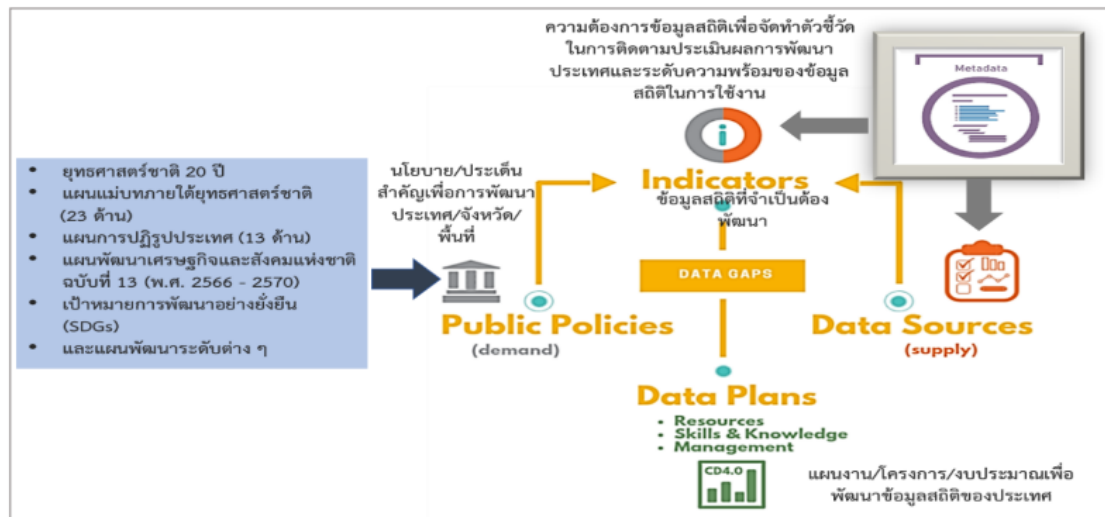 ความต้องการข้อมูลสถิติเพื่อจัดทำตัวชี้วัด
ในการติดตามประเมินผลการพัฒนา
ประเทศและระดับความพร้อมของข้อมูล
สถิติในการใช้งาน
Metadata
• ยุทธศาสตร์ชาติ 20 ปี
• แผนแม่บทภายใต้ยุทธศาสตร์ชาติ
(23 ด้าน)
• แผนการปฏิรูปประเทศ (13 ด้าน)
• แผนพัฒนาเศรษฐกิจและสังคมแห่งชาติ
ฉบับที่ 13 (พ.ศ. 2566 - 2570)
• เป้าหมายการพัฒนาอย่างยั่งยืน
(SDGs)
• และแผนพัฒนาระดับต่าง ๆ
นโยบาย/ประเด็น
สำคัญเพื่อการพัฒนา
ประเทศ/จังหวัด/
พื้นที่
i
Indicators
ข้อมูลสถิติที่จำเป็นต้อง
พัฒนา
DATA GAPS
Public Policies
(demand)
Data Sources
(supply)
Data Plans
• Resources
• Skills & Knowledge
• Management
CD4.0
แผนงาน/โครงการ/งบประมาณเพื่อ
พัฒนาข้อมูลสถิติของประเทศ